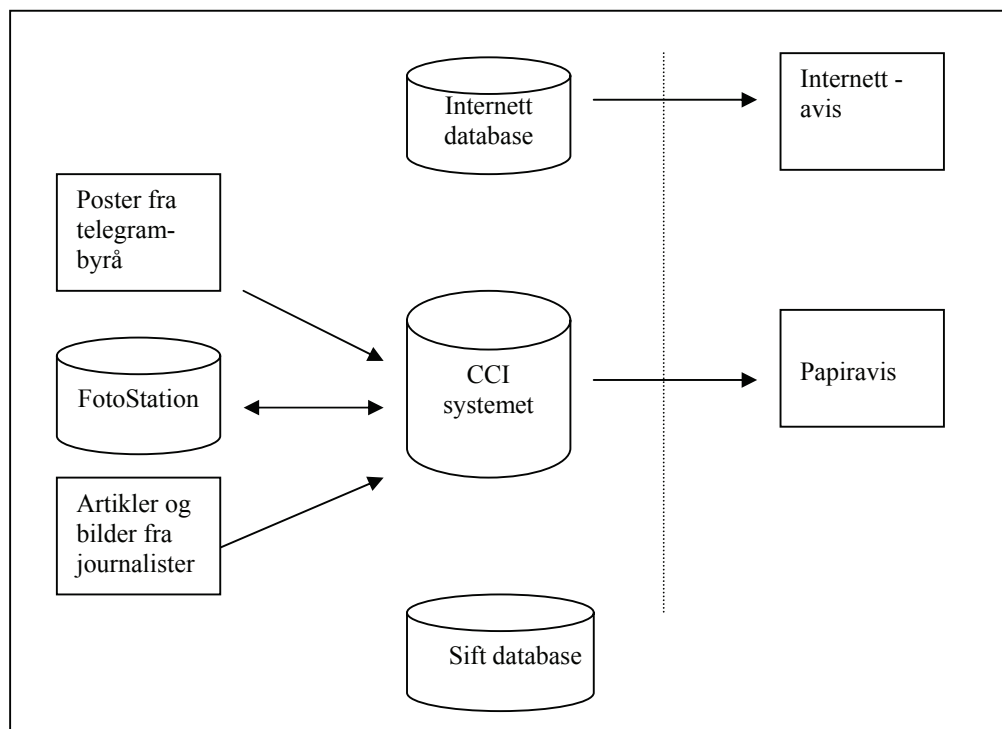 Internett
database
Internett -
avis
Poster fra
telegram-
byrå
FotoStation
CCI
systemet
Papiravis
Artikler og
bilder fra
journalister
Sift database